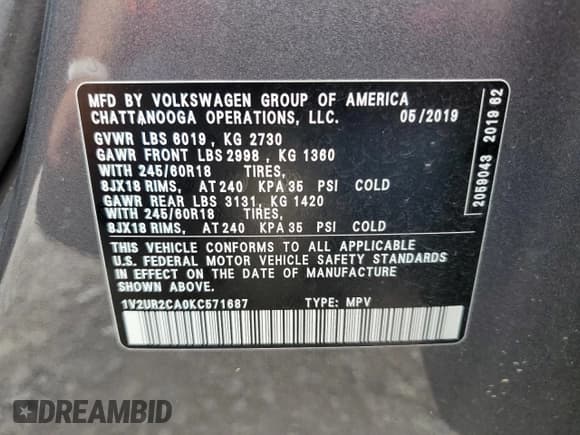 MFD BY VOLKSWAGEN GROUP OF AMERICA
CHATTANOOGA OPERATIONS, LLC. 05/2019
GVWR LBS 6019 , KG 2730
GAWR FRONT LBS 2998 , KG 1360
WITH 245/60R18 TIRES,
8JX18 RIMS, AT 240 KPA 35 PSI COLD
GAWR REAR LBS 3131, KG 1420
WITH 245/60R18 TIRES,
8JX18 RIMS, AT 240 KPA 35 PSI COLD
THIS VEHICLE CONFORMS TO ALL APPLICABLE
U.S. FEDERAL MOTOR VEHICLE SAFETY STANDARDS
IN EFFECT ON THE DATE OF MANUFACTURE
SHOWN ABOVE.
1V2UR2CA0KC571687 TYPE: MPV
2059043 2019 62
DREAMBID